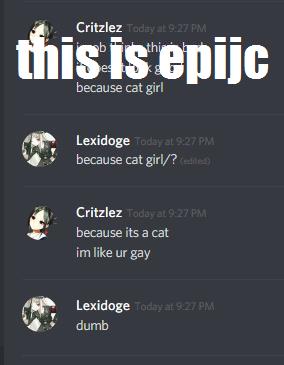 Critzlez Today at 9:27 PM
this is epijc
because cat girl
Lexidoge Today at 9:27 PM
because cat girl/? (edited)
Critzlez Today at 9:27 PM
because its a cat
im like ur gay
Lexidoge Today at 9:27 PM
dumb